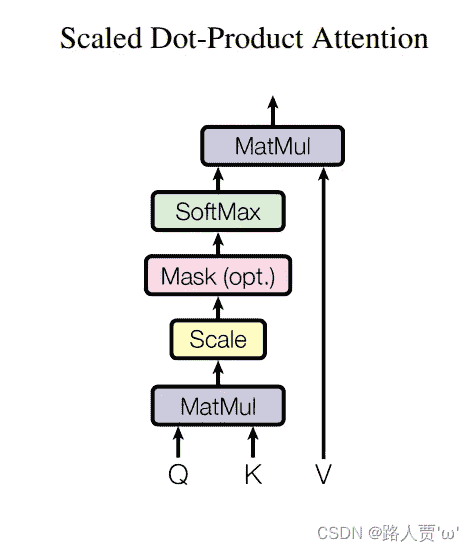 Scaled Dot-Product Attention
MatMul
SoftMax
Mask (opt.)
Scale
MatMul
Q K V
CSDN @路人贾'ω'